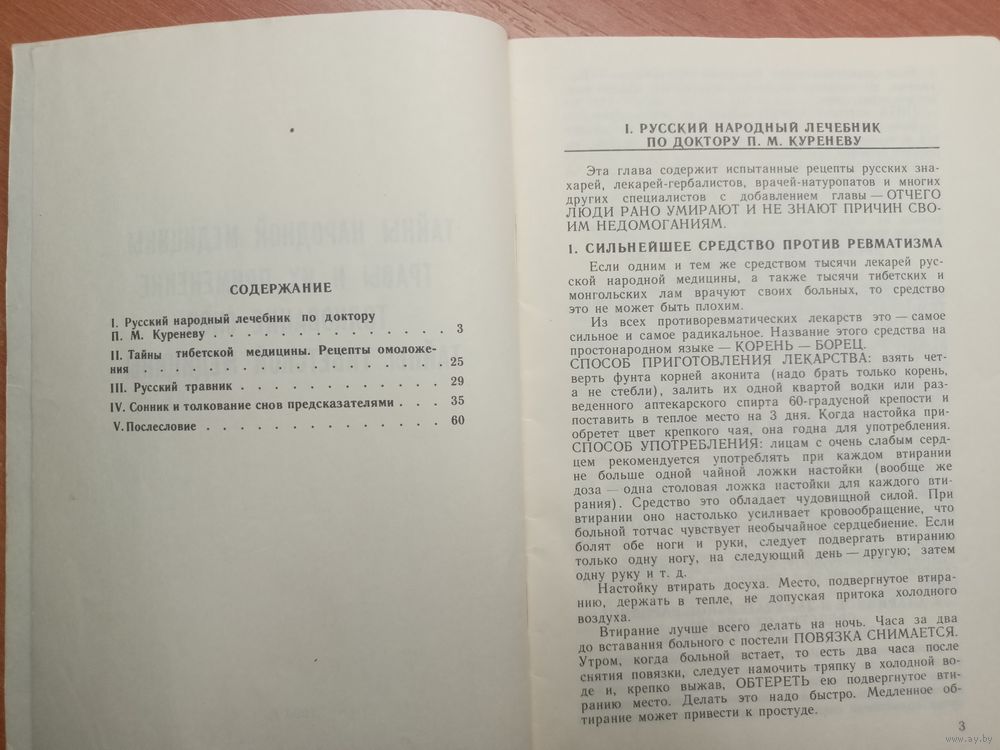 СОДЕРЖАНИЕ
I. Русский народный лечебник по доктору
П. М. Куреневу . . . . . . . . . . . . . 3
II. Тайны тибетской медицины. Рецепты омоложе-
ния . . . . . . . . . . . . . . . . . 25
III. Русский травник . . . . . . . . . . . . 29
IV. Сонник и толкование снов предсказателями . . . 35
V. Послесловие . . . . . . . . . . . . . . 60
I. РУССКИЙ НАРОДНЫЙ ЛЕЧЕБНИК
ПО ДОКТОРУ П. М. КУРЕНЕВУ
Эта глава содержит испытанные рецепты русских зна-
харей, лекарей-гербалистов, врачей-натуропатов и многих
других специалистов с добавлением главы — ОТЧЕГО
ЛЮДИ РАНО УМИРАЮТ И НЕ ЗНАЮТ ПРИЧИН СВО-
ИМ НЕДОМОГАНИЯМ.
1. СИЛЬНЕЙШЕЕ СРЕДСТВО ПРОТИВ РЕВМАТИЗМА
Если одним и тем же средством тысячи лекарей рус-
ской народной медицины, а также тысячи тибетских и
монгольских лам врачуют своих больных, то средство
это не может быть плохим.
Из всех противоревматических лекарств это — самое
сильное и самое радикальное. Название этого средства на
простонародном языке — КОРЕНЬ — БОРЕЦ.
СПОСОБ ПРИГОТОВЛЕНИЯ ЛЕКАРСТВА: взять чет-
верть фунта корней аконита (надо брать только корень,
а не стебли), залить их одной квартой водки или раз-
веденного аптекарского спирта 60-градусной крепости и
поставить в теплое место на 3 дня. Когда настойка при-
обретет цвет крепкого чая, она годна для употребления.
СПОСОБ УПОТРЕБЛЕНИЯ: лицам с очень слабым серд-
цем рекомендуется употреблять при каждом втирании
не больше одной чайной ложки настойки (вообще же
доза — одна столовая ложка настойки для каждого вти-
рания). Средство это обладает чудовищной силой. При
втирании оно настолько усиливает кровообращение, что
больной тотчас чувствует необычайное сердцебиение. Если
болят обе ноги и руки, следует подвергать втиранию
только одну ногу, на следующий день — другую; затем
одну руку и т. д.
Настойку втирать досуха. Место, подвергнутое втира-
нию, держать в тепле, не допуская притока холодного
воздуха.
Втирание лучше всего делать на ночь. Часа за два
до вставания больного с постели ПОВЯЗКА СНИМАЕТСЯ.
Утром, когда больной встает, то есть два часа после
снятия повязки, следует намочить тряпку в холодной во-
де и, крепко выжав, ОБТЕРЕТЬ ею подвергнутое вти-
ранию место. Делать это надо быстро. Медленное об-
тирание может привести к простуде.
3
www.ay.by